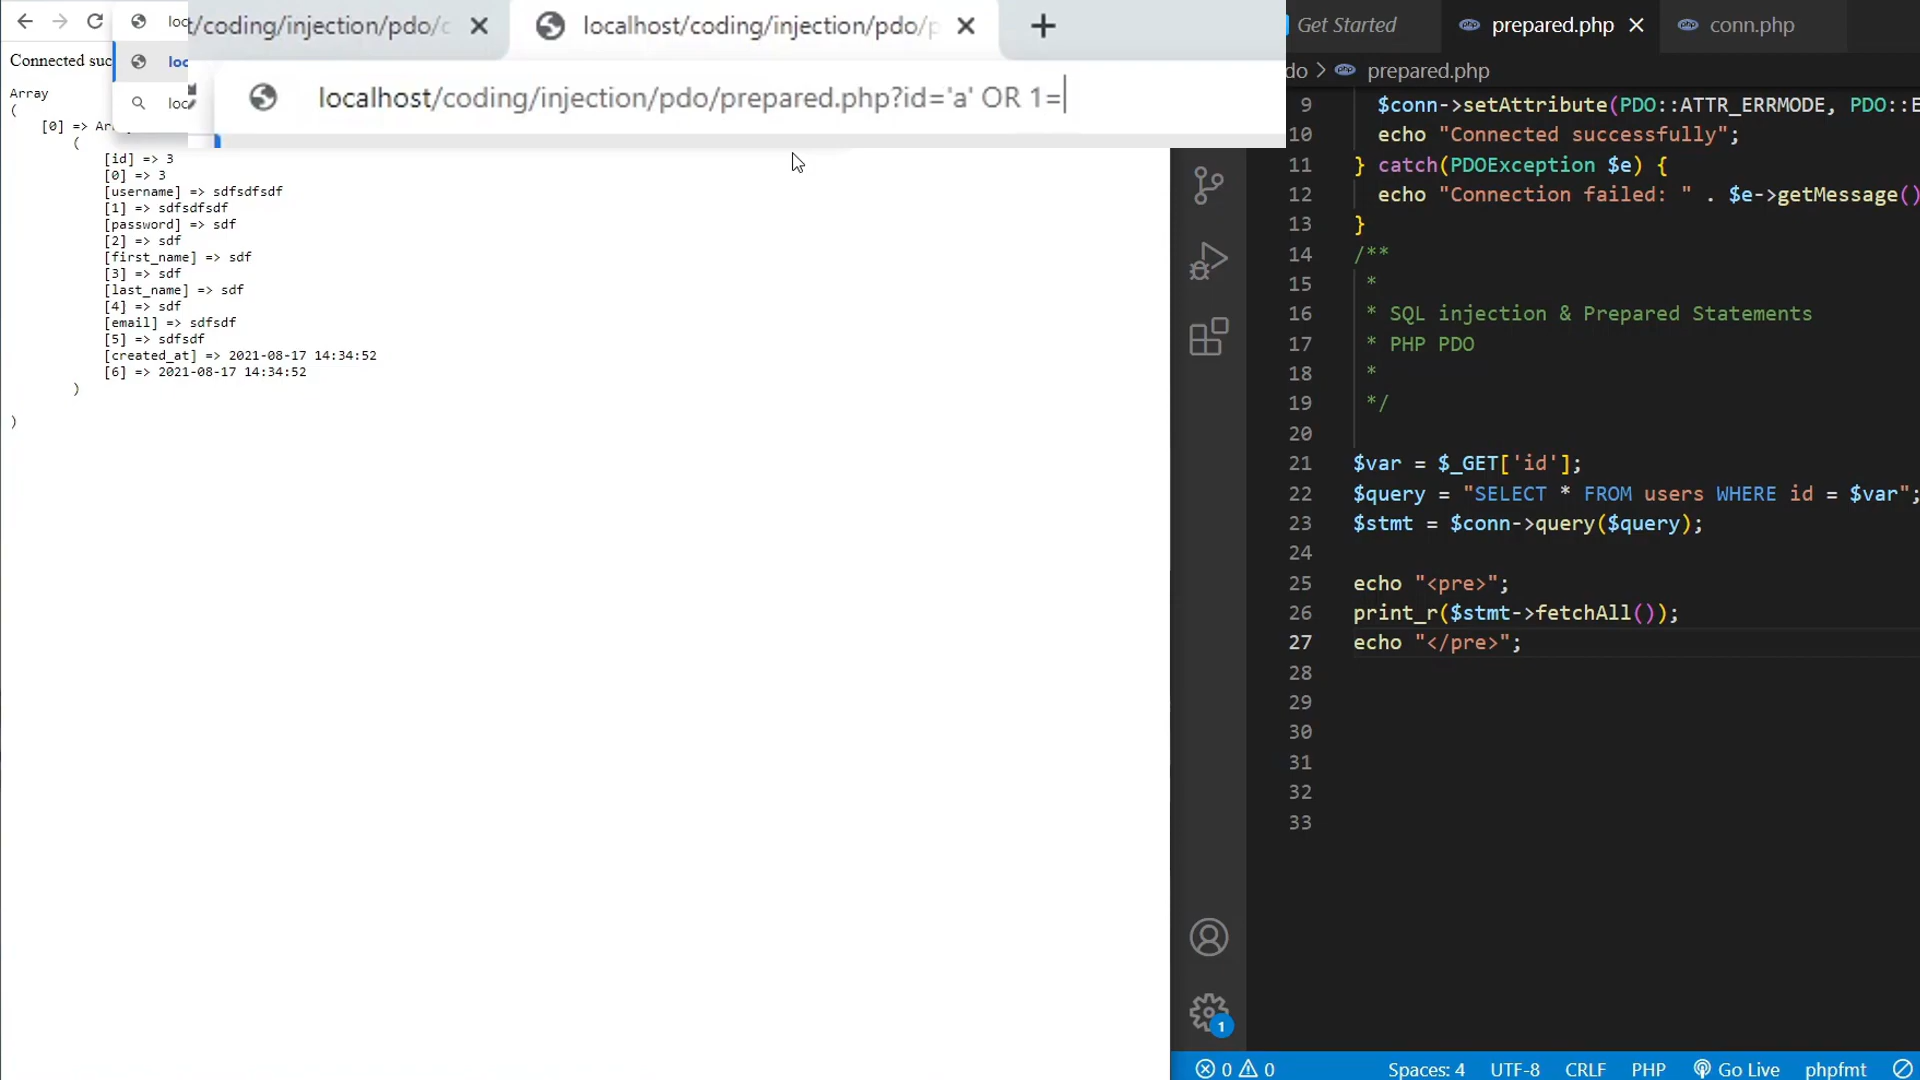 loc
t/coding/injection/pdo/c
localhost/coding/injection/pdo/p
loc
localhost/coding/injection/pdo/prepared.php?id='a' OR 1=
loc
Connected suc
Array
(
[0] => Ar
(
[id] => 3
[0] => 3
[username] => sdfsdfsdf
[1] => sdfsdfsdf
[password] => sdf
[2] => sdf
[first_name] => sdf
[3] => sdf
[last_name] => sdf
[4] => sdf
[email] => sdfsdf
[5] => sdfsdf
[created_at] => 2021-08-17 14:34:52
[6] => 2021-08-17 14:34:52
)
)
Get Started
prepared.php
conn.php
do > prepared.php
9 $conn->setAttribute(PDO::ATTR_ERRMODE, PDO::E
10 echo "Connected successfully";
11 } catch(PDOException $e) {
12 echo "Connection failed: " . $e->getMessage()
13 }
14 /**
15 *
16 * SQL injection & Prepared Statements
17 * PHP PDO
18 *
19 */
20
21 $var = $_GET['id'];
22 $query = "SELECT * FROM users WHERE id = $var";
23 $stmt = $conn->query($query);
24
25 echo "<pre>";
26 print_r($stmt->fetchAll());
27 echo "</pre>";
28
29
30
31
32
33
1
0 0 Spaces: 4 UTF-8 CRLF PHP Go Live phpfmt